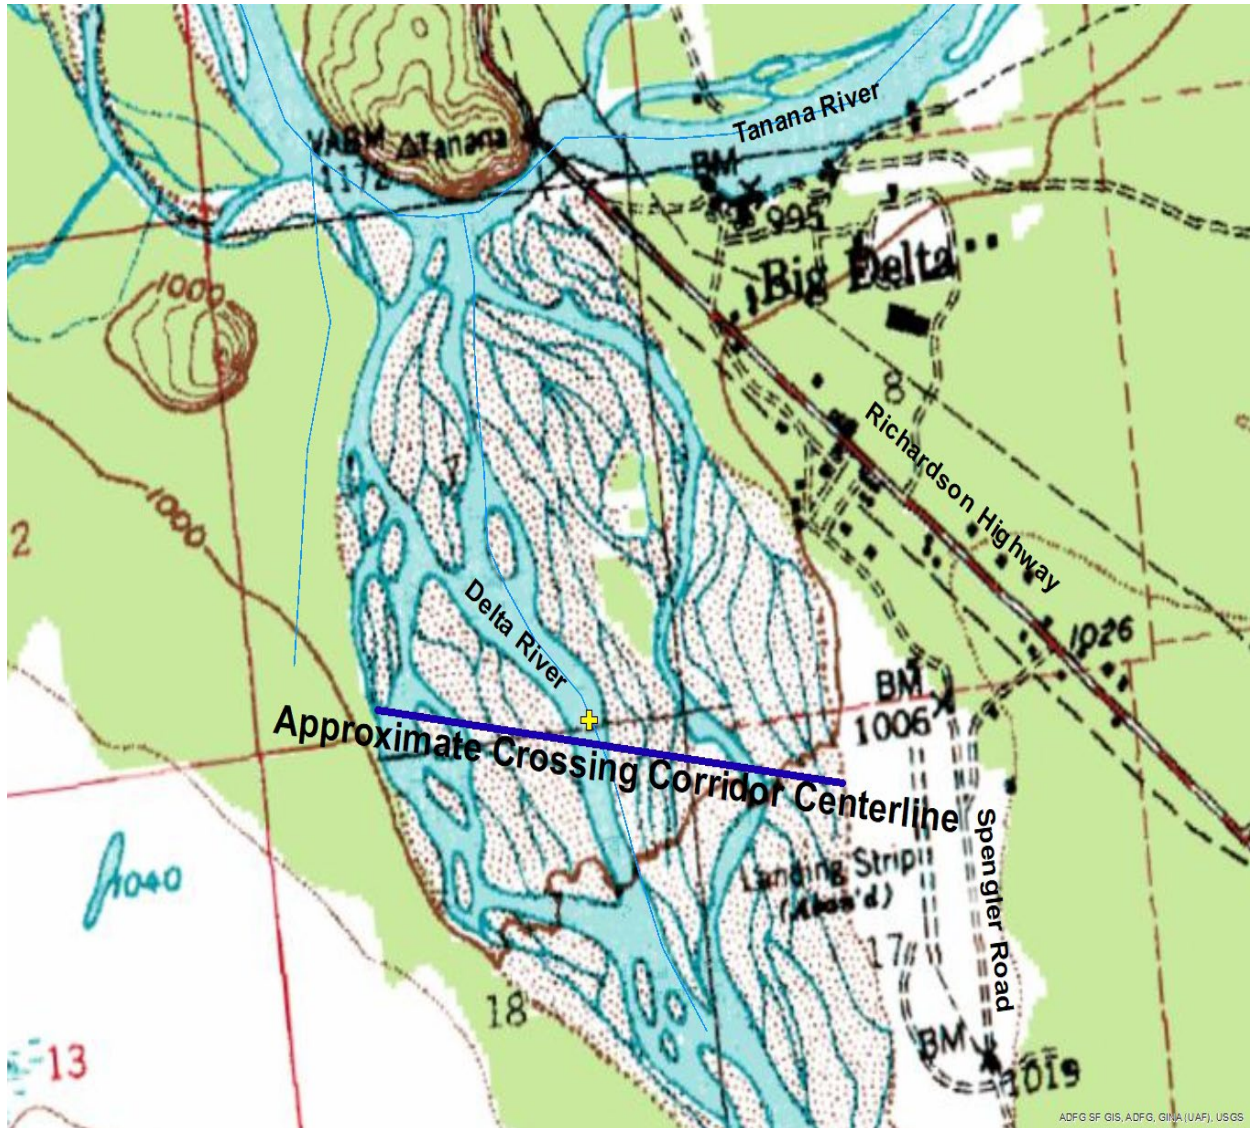 Tanana River
VABM △Tanana
1172
BM
995
Big Delta
1000
8
Richardson Highway
1000
2
Delta River
1026
BM
1006
Approximate Crossing Corridor Centerline
Landing Strip
(Aban'd)
Spengler Road
1040
17
18
BM
13
1019
ADFG SF GIS, ADFG, GINA (UAF), USGS